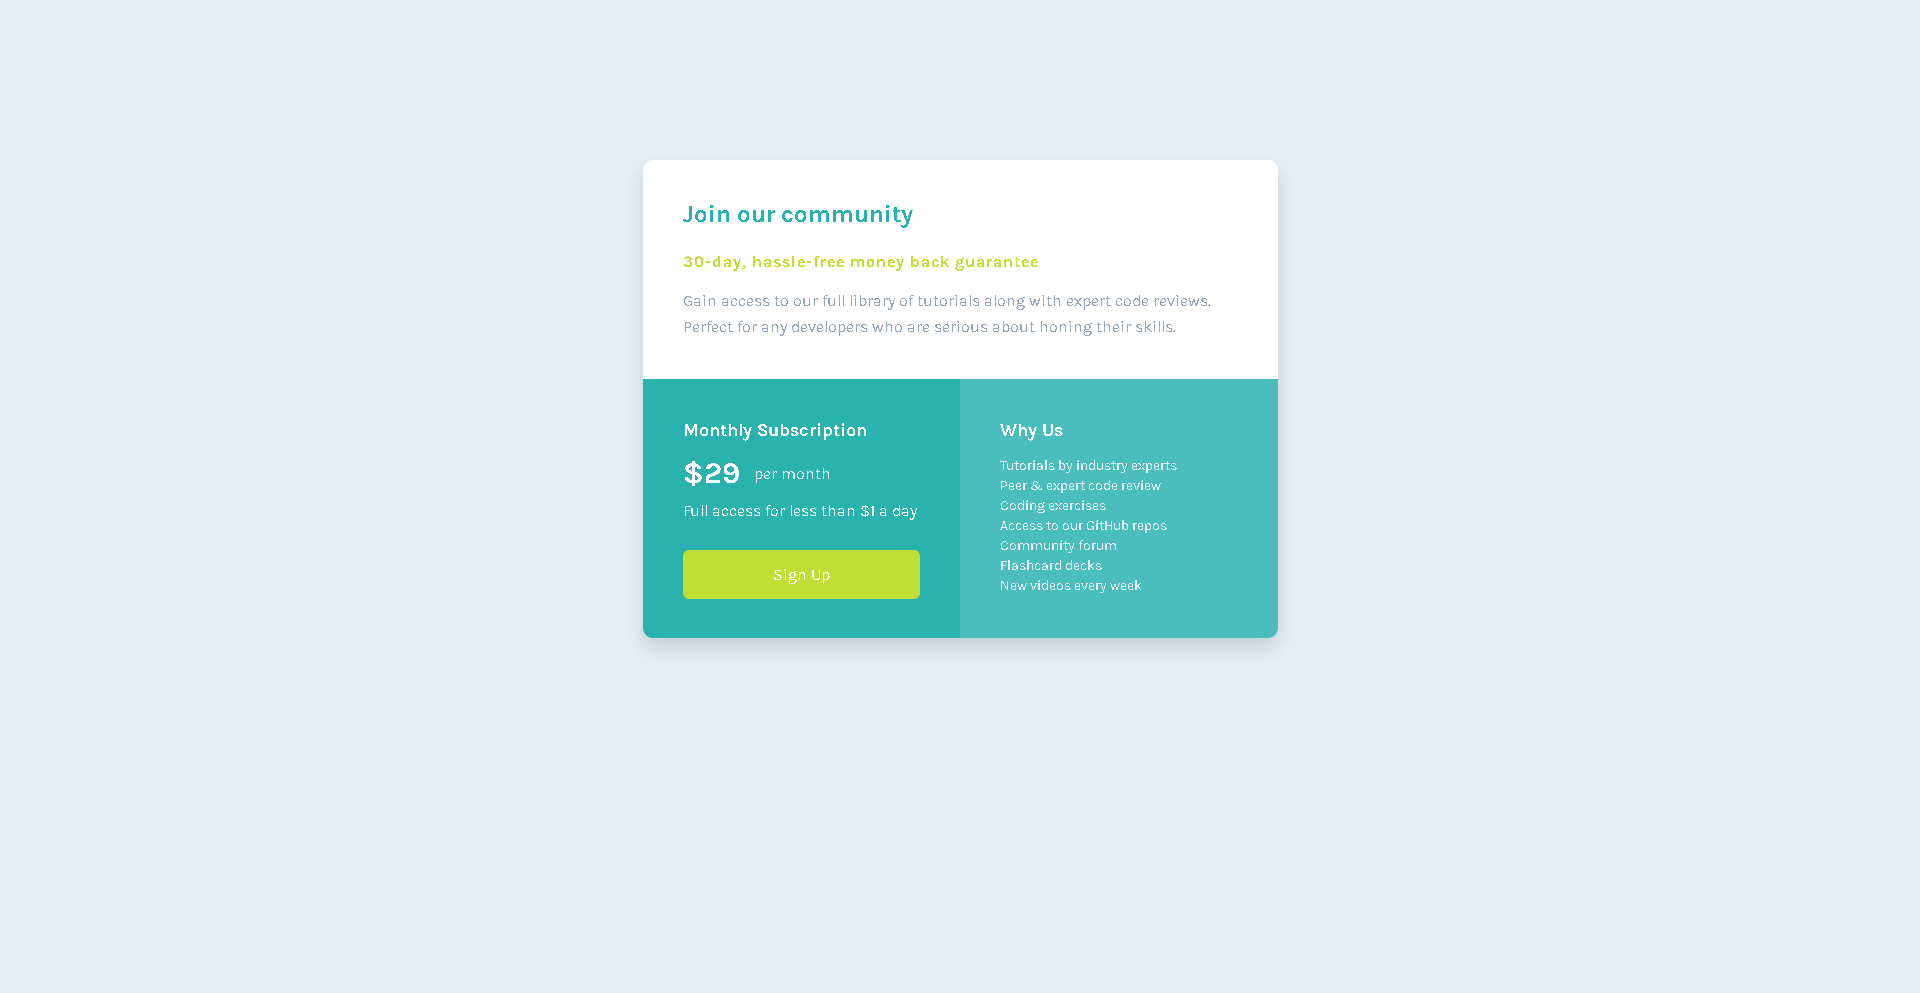 Join our community
30-day, hassle-free money back guarantee
Gain access to our full library of tutorials along with expert code reviews.
Perfect for any developers who are serious about honing their skills.
Monthly Subscription
$29 per month
Full access for less than $1 a day
Sign Up
Why Us
Tutorials by industry experts
Peer & expert code review
Coding exercises
Access to our GitHub repos
Community forum
Flashcard decks
New videos every week